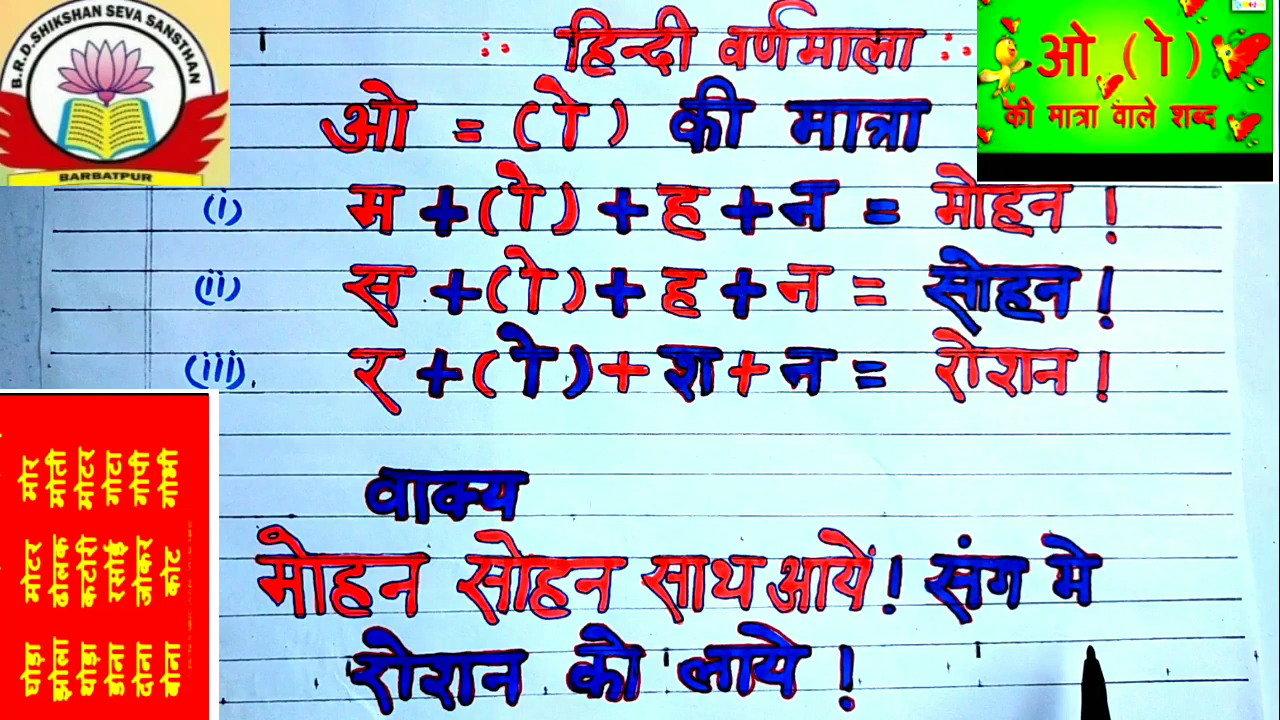 B.R.D.SHIKSHAN SEVA SANSTHAN
BARBATPUR
हिन्दी वर्णमाला
ओ = (ो) की मात्रा
ओ (ो)
की मात्रा वाले शब्द
(i) म + (ो) + ह + न = मोहन !
(ii) स + (ो) + ह + न = सोहन !
(iii) र + (ो) + श + न = रोशन !
वाक्य
मोहन सोहन साथ आयें! संग मे
रोशन को लाये !
घोड़ा मोटर मोर
झोला ढोलक मोती
कटोरी मोटर
रसोई
कोट